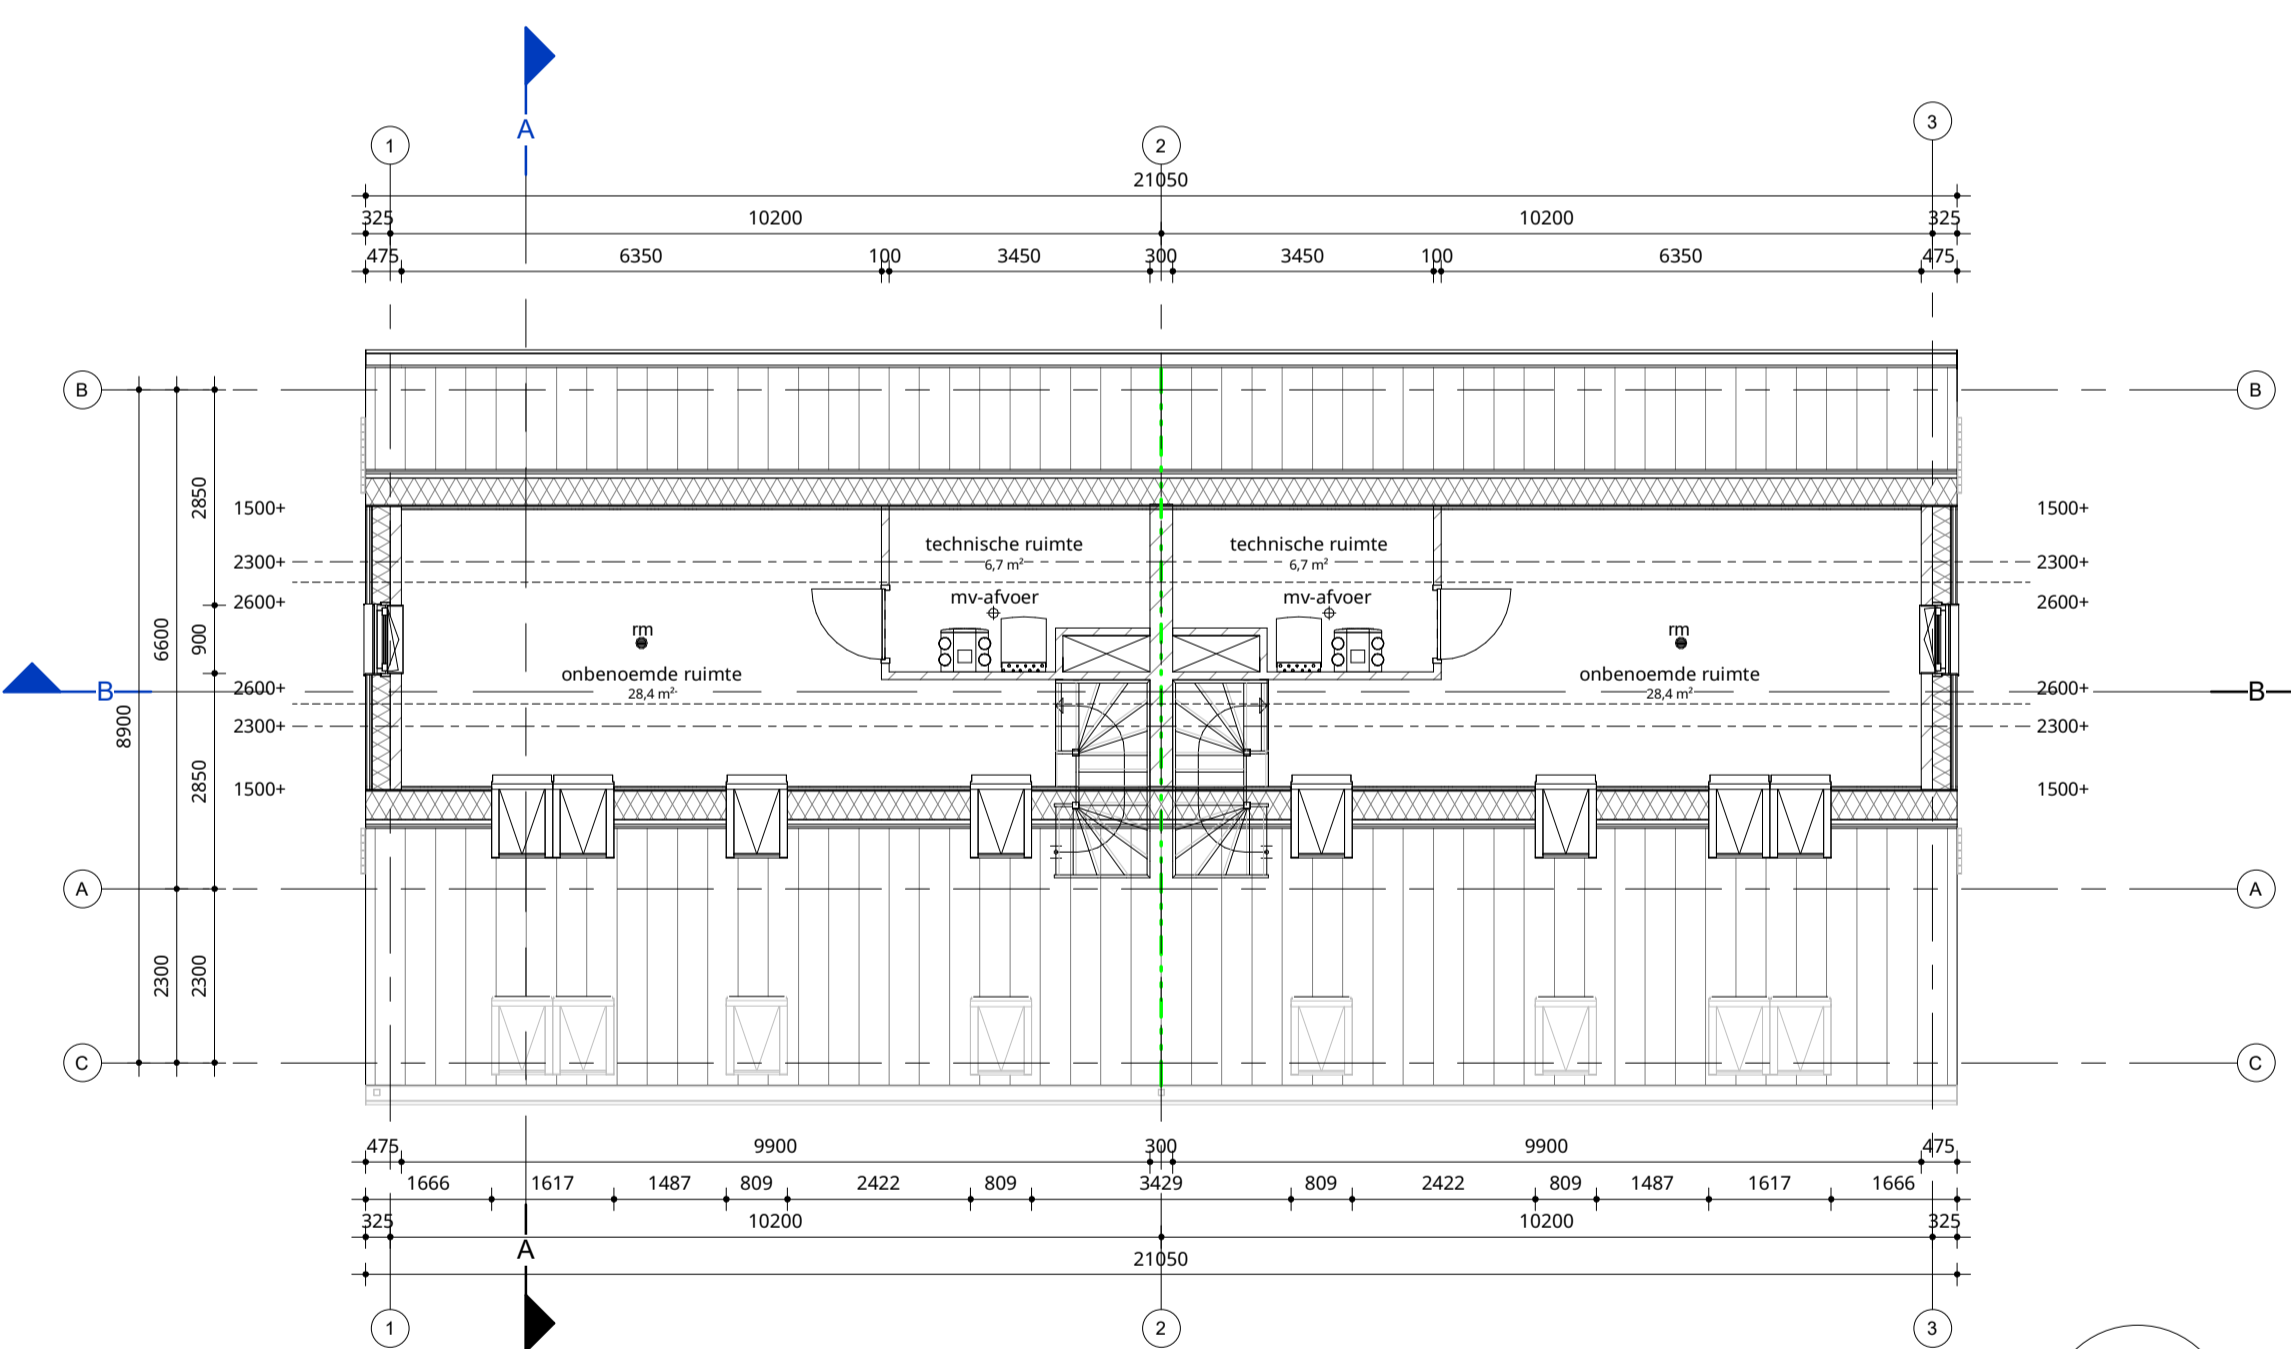 A
1 2 3
21050
325 10200 10200 325
475 6350 100 3450 300 3450 100 6350 475
B B
2850
1500+ 1500+
technische ruimte technische ruimte
6,7 m² 6,7 m²
2300+ 2300+
mv-afvoer mv-afvoer
2600+ 2600+
6600 900
rm rm
onbenoemde ruimte onbenoemde ruimte
28,4 m² 28,4 m²
2600+ 2600+
B B
8900
2300+ 2300+
2850
1500+ 1500+
A A
2300 2300
C C
475 9900 300 9900 475
1666 1617 1487 809 2422 809 3429 809 2422 809 1487 1617 1666
325 10200 10200 325
A
21050
1 2 3